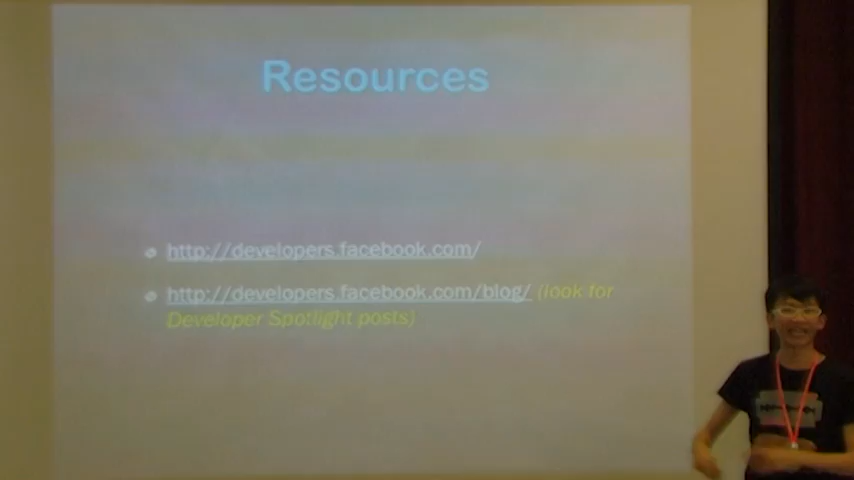 Resources
http://developers.facebook.com/
http://developers.facebook.com/blog/ (look for
Developer Spotlight posts)